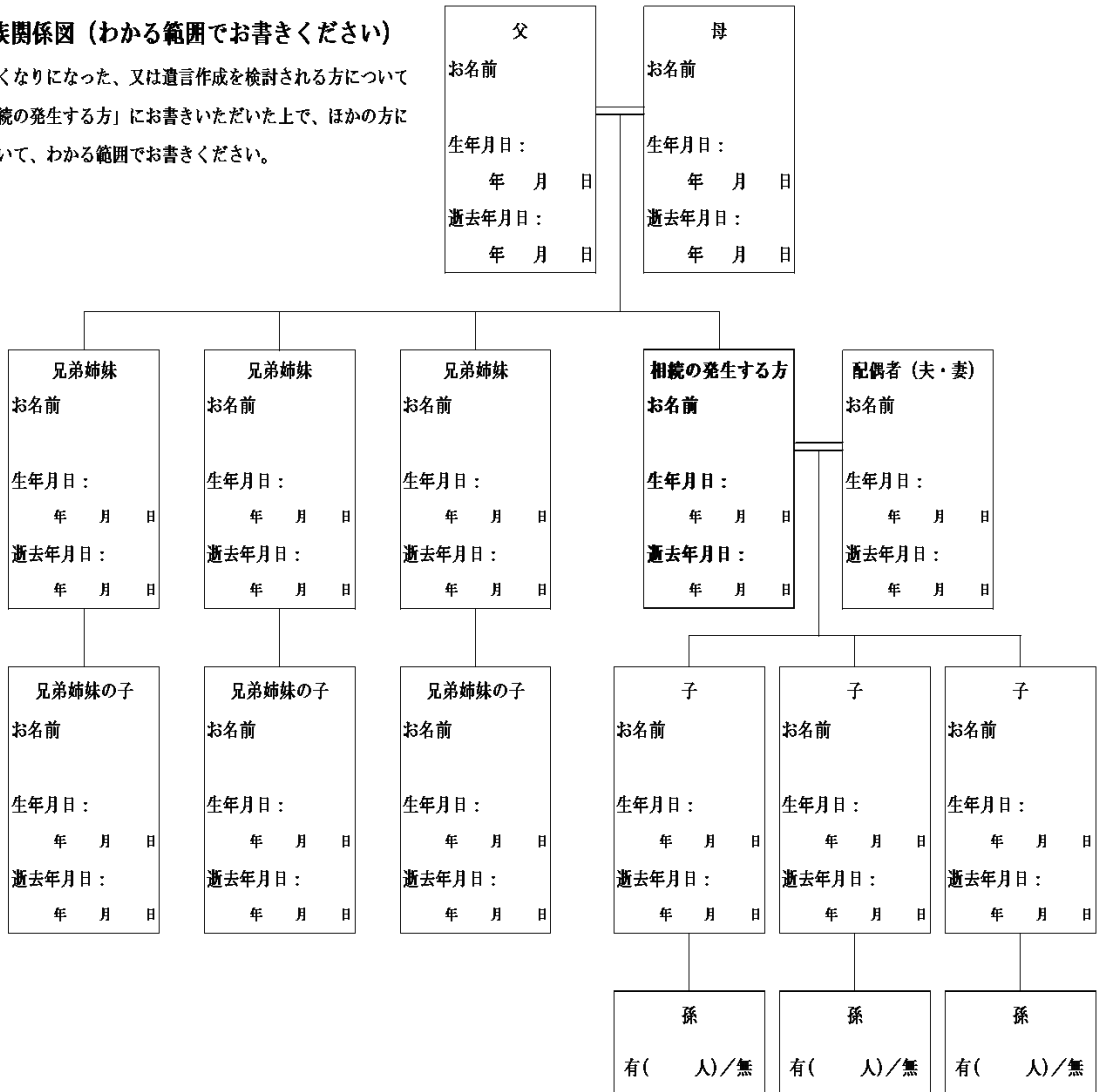 族関係図（わかる範囲でお書きください）
くなりになった、又は遺言作成を検討される方について
続の発生する方」にお書きいただいた上で、ほかの方に
いて、わかる範囲でお書きください。
父
お名前
生年月日：
年 月 日
逝去年月日：
年 月 日
母
お名前
生年月日：
年 月 日
逝去年月日：
年 月 日
兄弟姉妹
お名前
生年月日：
年 月 日
逝去年月日：
年 月 日
兄弟姉妹
お名前
生年月日：
年 月 日
逝去年月日：
年 月 日
兄弟姉妹
お名前
生年月日：
年 月 日
逝去年月日：
年 月 日
相続の発生する方
お名前
生年月日：
年 月 日
逝去年月日：
年 月 日
配偶者（夫・妻）
お名前
生年月日：
年 月 日
逝去年月日：
年 月 日
兄弟姉妹の子
お名前
生年月日：
年 月 日
逝去年月日：
年 月 日
兄弟姉妹の子
お名前
生年月日：
年 月 日
逝去年月日：
年 月 日
兄弟姉妹の子
お名前
生年月日：
年 月 日
逝去年月日：
年 月 日
子
お名前
生年月日：
年 月 日
逝去年月日：
年 月 日
子
お名前
生年月日：
年 月 日
逝去年月日：
年 月 日
子
お名前
生年月日：
年 月 日
逝去年月日：
年 月 日
孫
有(　　人)／無
孫
有(　　人)／無
孫
有(　　人)／無